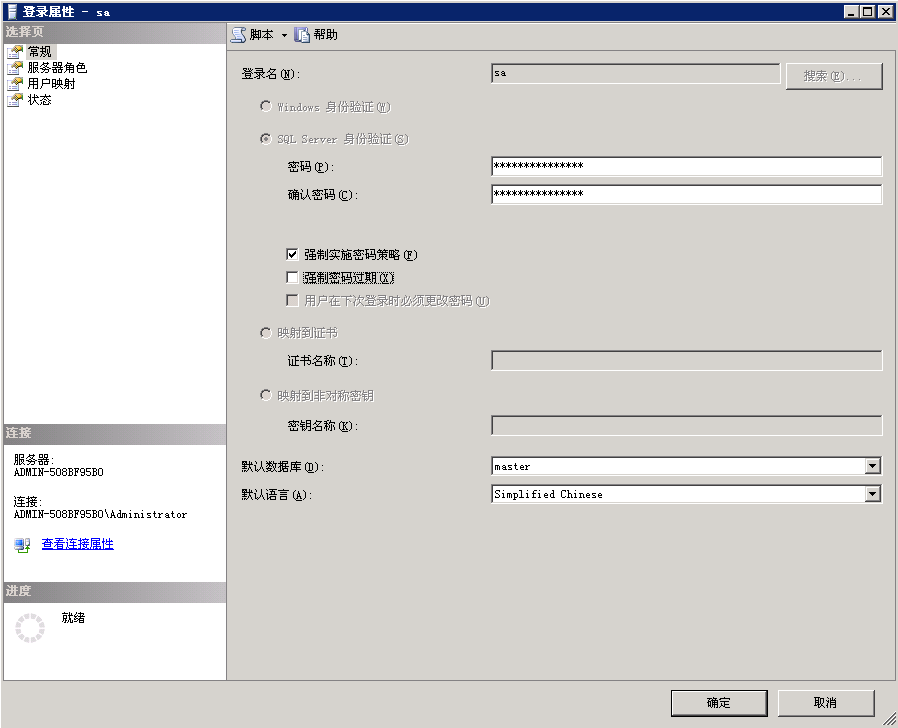 登录属性 - sa
选择页
常规
服务器角色
用户映射
状态
连接
服务器:
ADMIN-508BF95B0
连接:
ADMIN-508BF95B0\Administrator
查看连接属性
进度
就绪
脚本 帮助
登录名(N): sa 搜索(E)...
Windows 身份验证(W)
SQL Server 身份验证(S)
密码(P): ***************
确认密码(C): ***************
强制实施密码策略(F)
强制密码过期(X)
用户在下次登录时必须更改密码(U)
映射到证书
证书名称(T):
映射到非对称密钥
密钥名称(K):
默认数据库(D): master
默认语言(A): Simplified Chinese
确定 取消